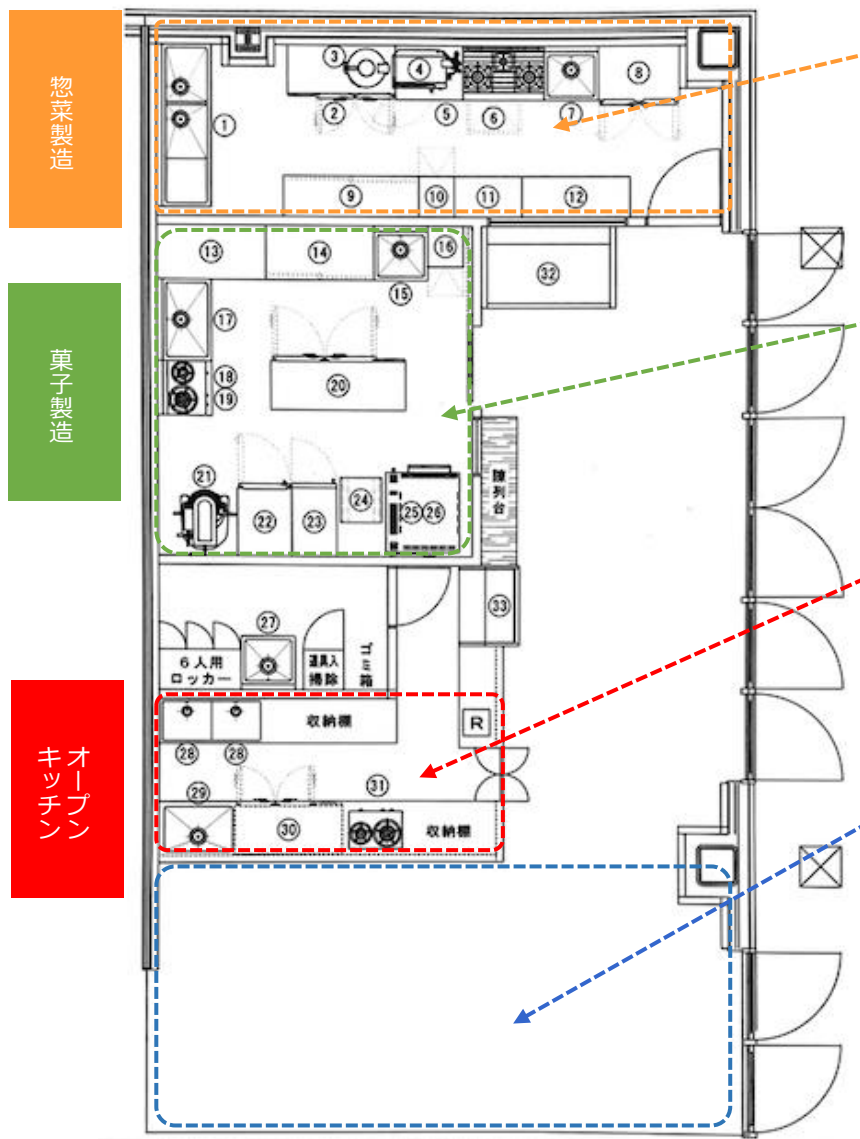 惣菜製造
③
④
⑧
①
②
⑤
⑥
⑦
⑨
⑩
⑪
⑫
⑬
⑭
⑯
⑮
㉜
⑰
菓子製造
⑱
⑲
⑳
㉑
㉒
㉓
㉔
㉕
㉖
陳列台
㉗
㉝
6人用
ロッカー
道具入
掃除
ゴミ箱
オープン
キッチン
収納棚
R
㉘
㉘
㉙
㉛
㉚
収納棚